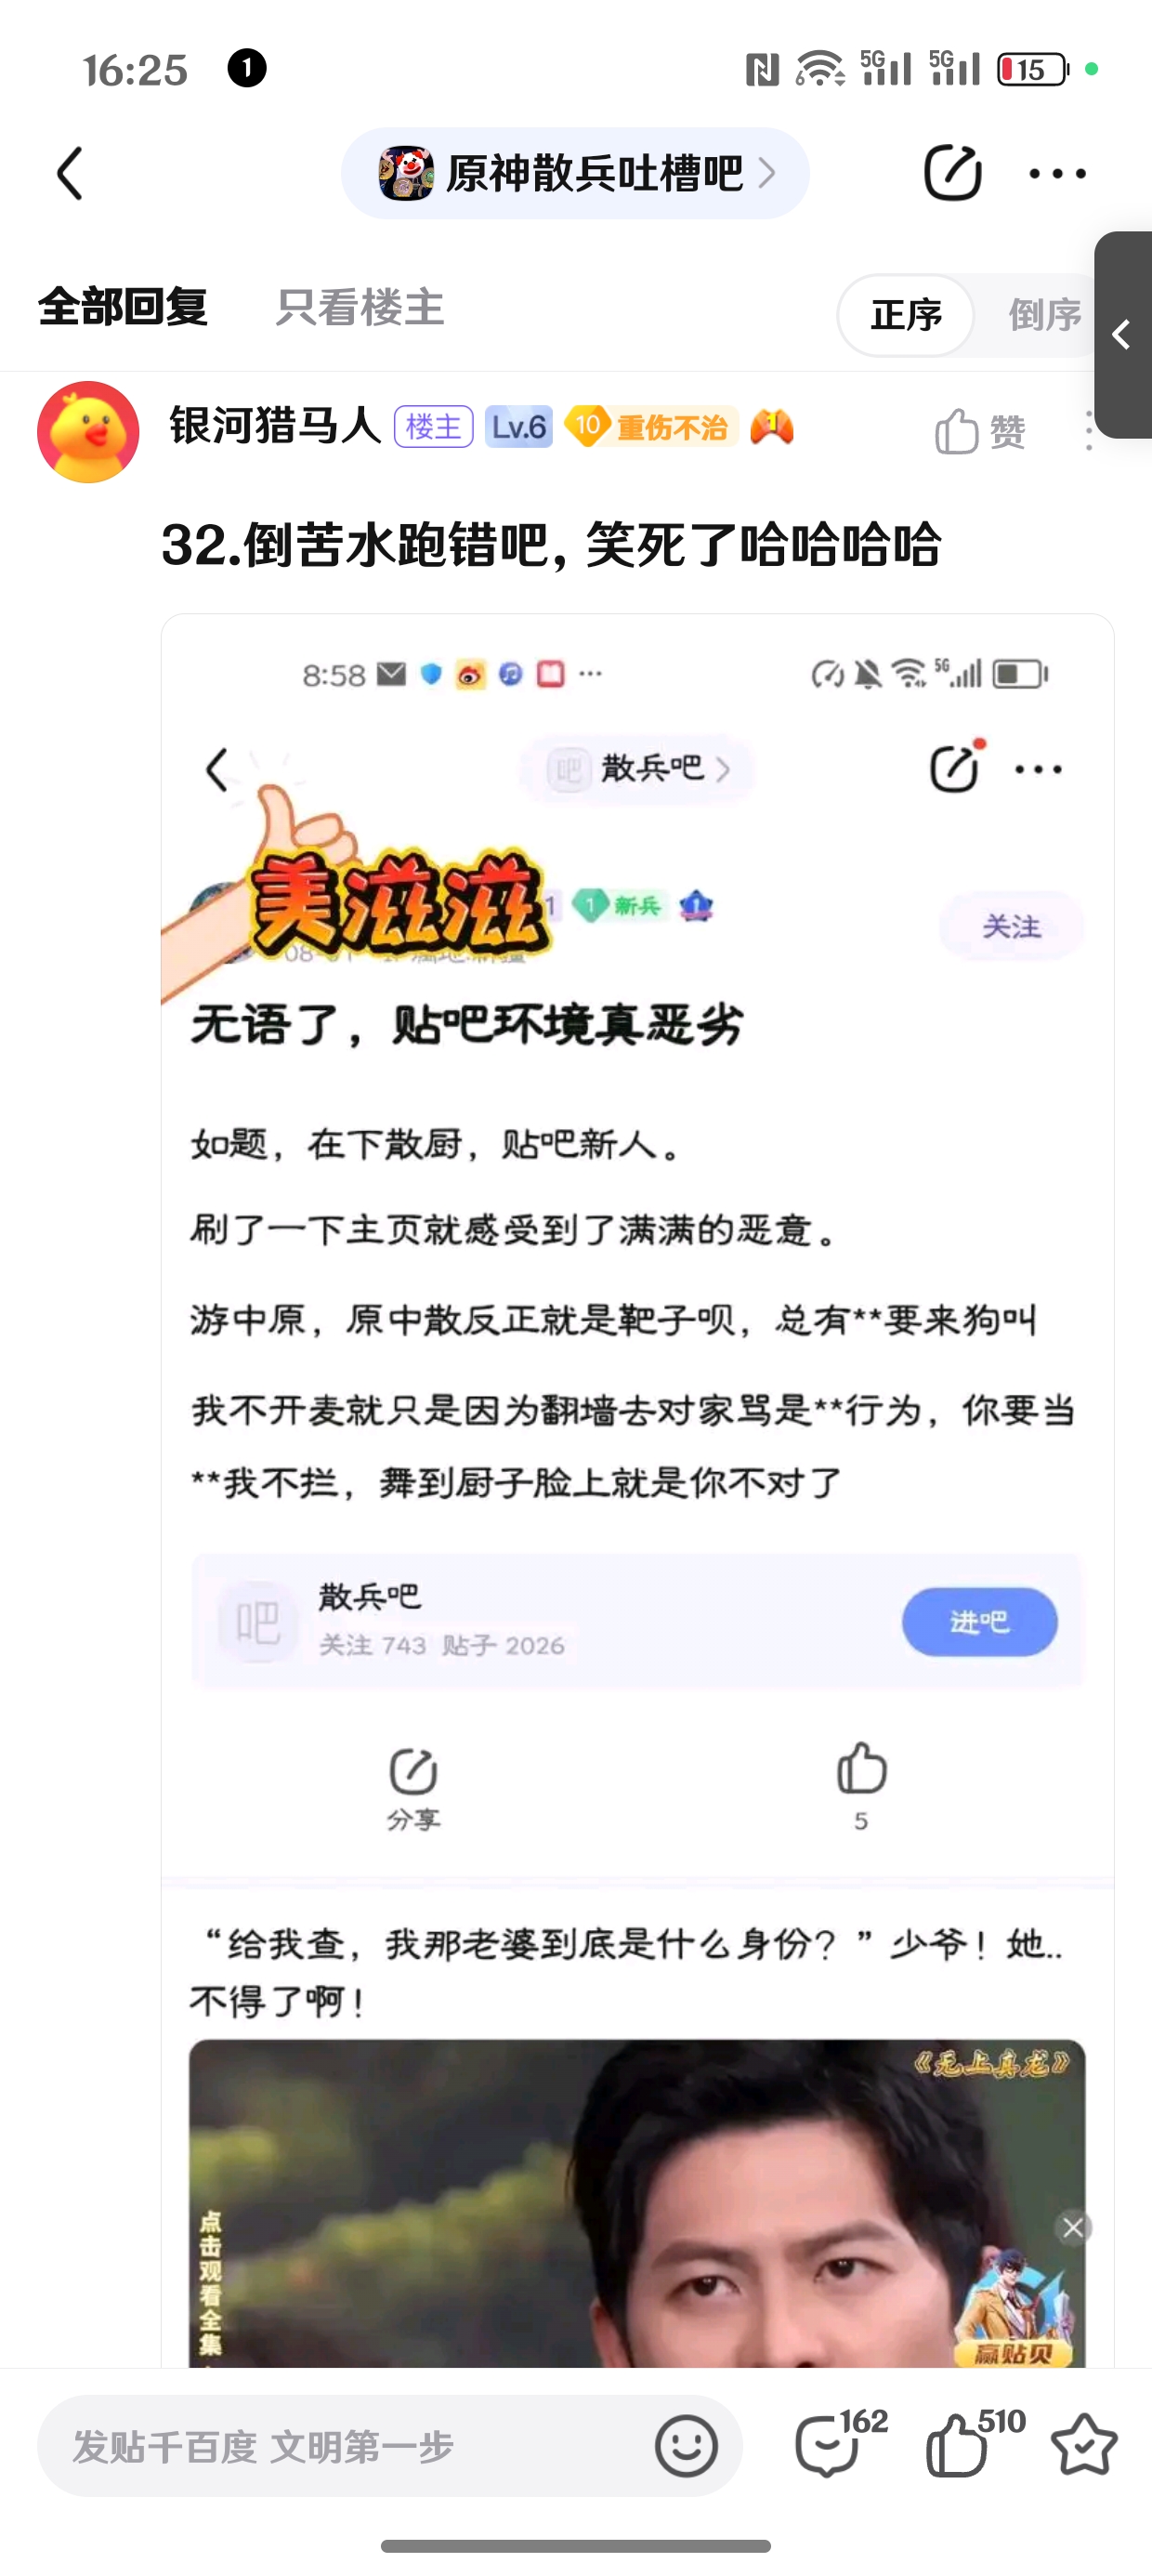 16:25 1 6 5G 5G 15
原神散兵吐槽吧
全部回复 只看楼主 正序 倒序
银河猎马人 楼主 Lv.6 10 重伤不治 赞
32.倒苦水跑错吧，笑死了哈哈哈哈
8:58 5G
吧 散兵吧
美滋滋
1 1 新兵 1 关注
无语了，贴吧环境真恶劣
如题，在下散厨，贴吧新人。
刷了一下主页就感受到了满满的恶意。
游中原，原中散反正就是靶子呗，总有**要来狗叫
我不开麦就只是因为翻墙去对家骂是**行为，你要当
**我不拦，舞到厨子脸上就是你不对了
吧 散兵吧
关注 743 贴子 2026
进吧
分享 5
“给我查，我那老婆到底是什么身份？”少爷！她..
不得了啊！
《无上真龙》
点击观看全集
赢贴贝
发贴千百度 文明第一步 162 510